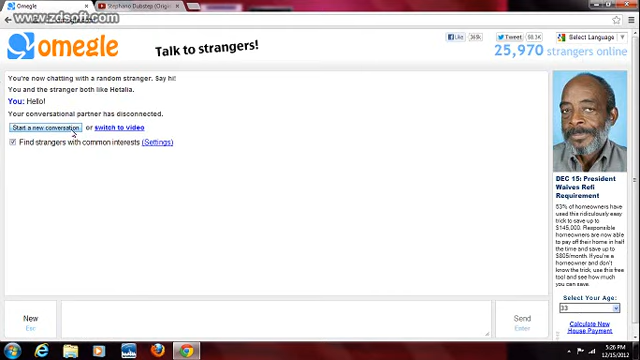 Omegle
Stephano Dubstep (Origi
www.zdsoft.com
omegle
Talk to strangers!
Like
Tweet
Select Language
25,970 strangers online
You're now chatting with a random stranger. Say hi!
You and the stranger both like Hetalia.
You: Hello!
Your conversational partner has disconnected.
Start a new conversation or switch to video
Find strangers with common interests (Settings)
DEC 15: President
Waives Refi
Requirement
53% of homeowners have
used this ridiculously easy
trick to save up to
$145,000. Responsible
homeowners are now able
to pay off their home in half
the time and save up to
$805/month. If you're a
homeowner and don't
know the trick, use this free
tool and see how much
you can save.
Select Your Age:
33
Calculate New
House Payment
New
Esc
Send
Enter
5:26 PM
12/15/2012